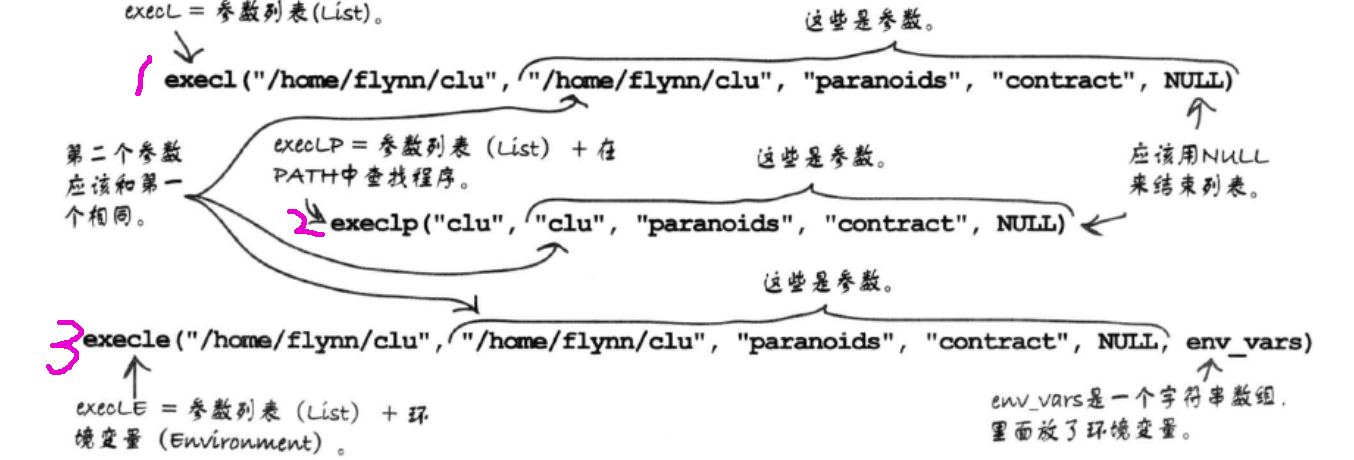 execL = 参数列表(List)。
这些是参数。
1 execl("/home/flynn/clu", "/home/flynn/clu", "paranoids", "contract", NULL)
第二个参数
应该和第一
个相同。
execLP = 参数列表 (List) + 在
PATH中查找程序。
这些是参数。
应该用NULL
来结束列表。
2 execlp("clu", "clu", "paranoids", "contract", NULL)
这些是参数。
3 execle("/home/flynn/clu", "/home/flynn/clu", "paranoids", "contract", NULL, env_vars)
execLE = 参数列表 (List) + 环
境变量 (Environment) 。
env_vars是一个字符串数组,
里面放了环境变量。